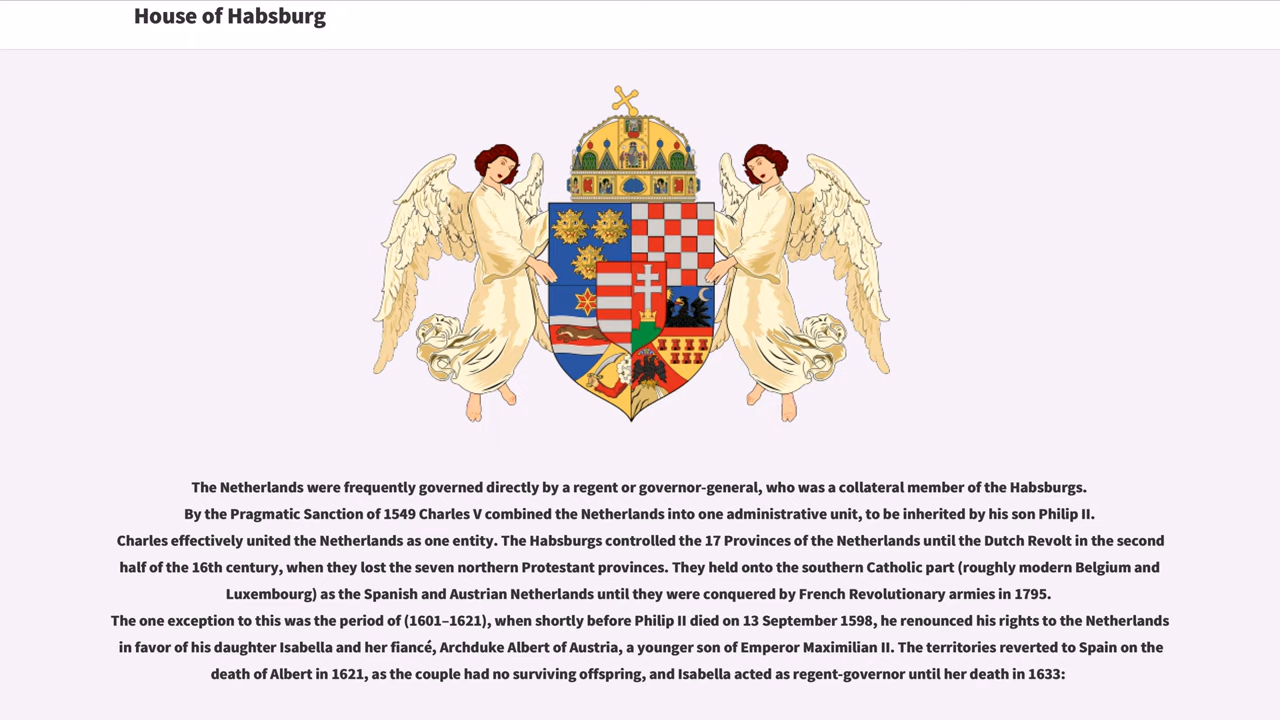 House of Habsburg
The Netherlands were frequently governed directly by a regent or governor-general, who was a collateral member of the Habsburgs.
By the Pragmatic Sanction of 1549 Charles V combined the Netherlands into one administrative unit, to be inherited by his son Philip II.
Charles effectively united the Netherlands as one entity. The Habsburgs controlled the 17 Provinces of the Netherlands until the Dutch Revolt in the second
half of the 16th century, when they lost the seven northern Protestant provinces. They held onto the southern Catholic part (roughly modern Belgium and
Luxembourg) as the Spanish and Austrian Netherlands until they were conquered by French Revolutionary armies in 1795.
The one exception to this was the period of (1601–1621), when shortly before Philip II died on 13 September 1598, he renounced his rights to the Netherlands
in favor of his daughter Isabella and her fiancé, Archduke Albert of Austria, a younger son of Emperor Maximilian II. The territories reverted to Spain on the
death of Albert in 1621, as the couple had no surviving offspring, and Isabella acted as regent-governor until her death in 1633: